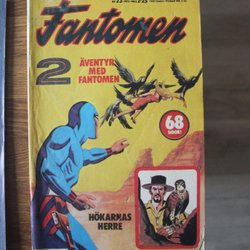 Fantomen
2
ÄVENTYR
MED
FANTOMEN
68
SIDOR!
HÖKARNAS
HERRE